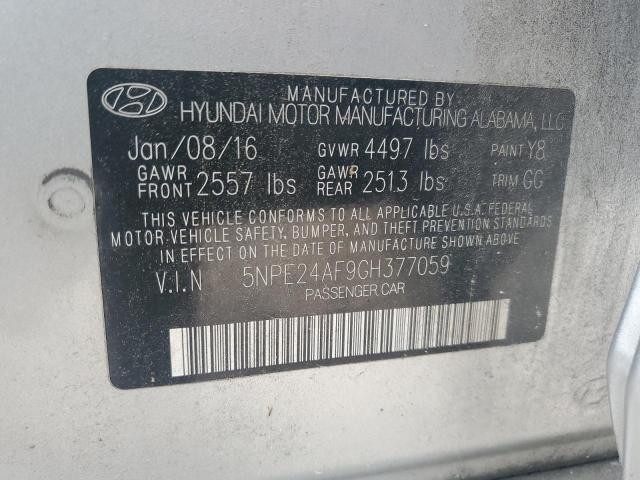 MANUFACTURED BY
HYUNDAI MOTOR MANUFACTURING ALABAMA, LLC
Jan/08/16 GVWR 4497 lbs PAINT Y8
GAWR FRONT 2557 lbs GAWR REAR 2513 lbs TRIM GG
THIS VEHICLE CONFORMS TO ALL APPLICABLE U.S.A. FEDERAL
MOTOR VEHICLE SAFETY, BUMPER, AND THEFT PREVENTION STANDARDS
IN EFFECT ON THE DATE OF MANUFACTURE SHOWN ABOVE
V.I.N 5NPE24AF9GH377059
PASSENGER CAR